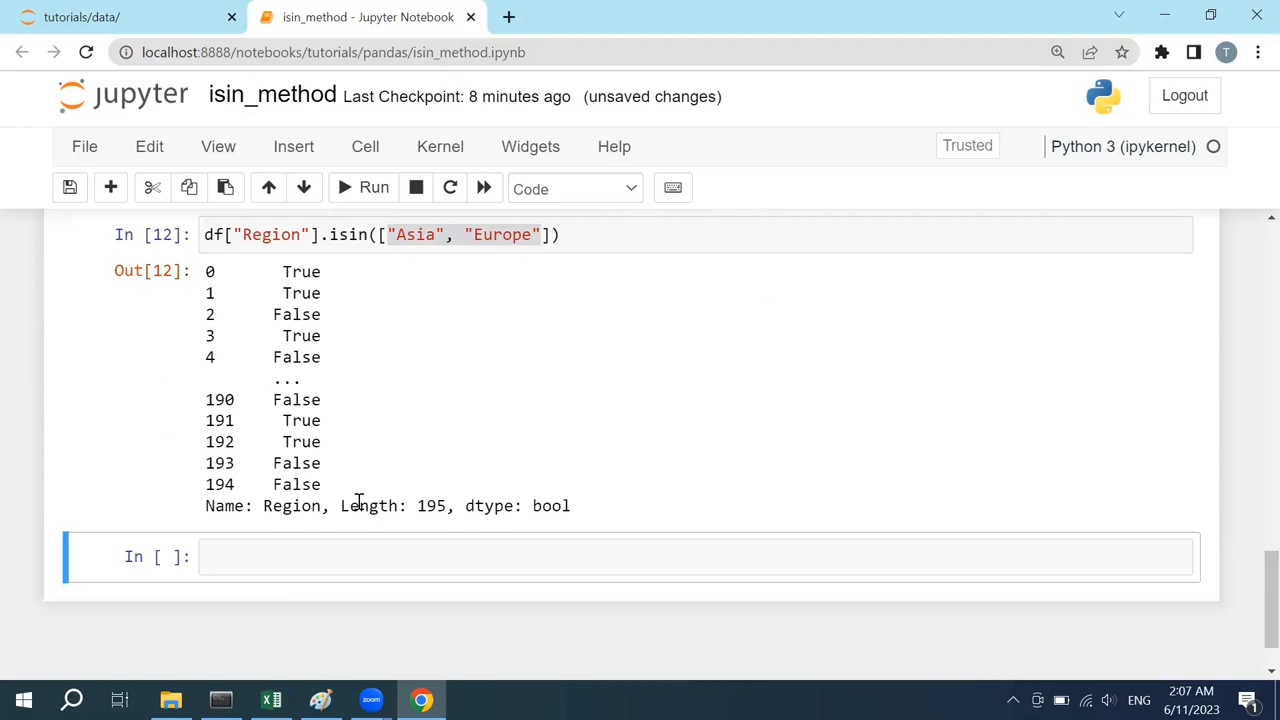 tutorials/data/
isin_method - Jupyter Notebook
localhost:8888/notebooks/tutorials/pandas/isin_method.ipynb
T
jupyter isin_method Last Checkpoint: 8 minutes ago (unsaved changes)
Logout
File Edit View Insert Cell Kernel Widgets Help
Trusted
Python 3 (ipykernel)
Run
Code
In [12]: df["Region"].isin(["Asia", "Europe"])
Out[12]: 0 True
1 True
2 False
3 True
4 False
...
190 False
191 True
192 True
193 False
194 False
Name: Region, Length: 195, dtype: bool
In [ ]:
zoom
ENG
2:07 AM
6/11/2023
1